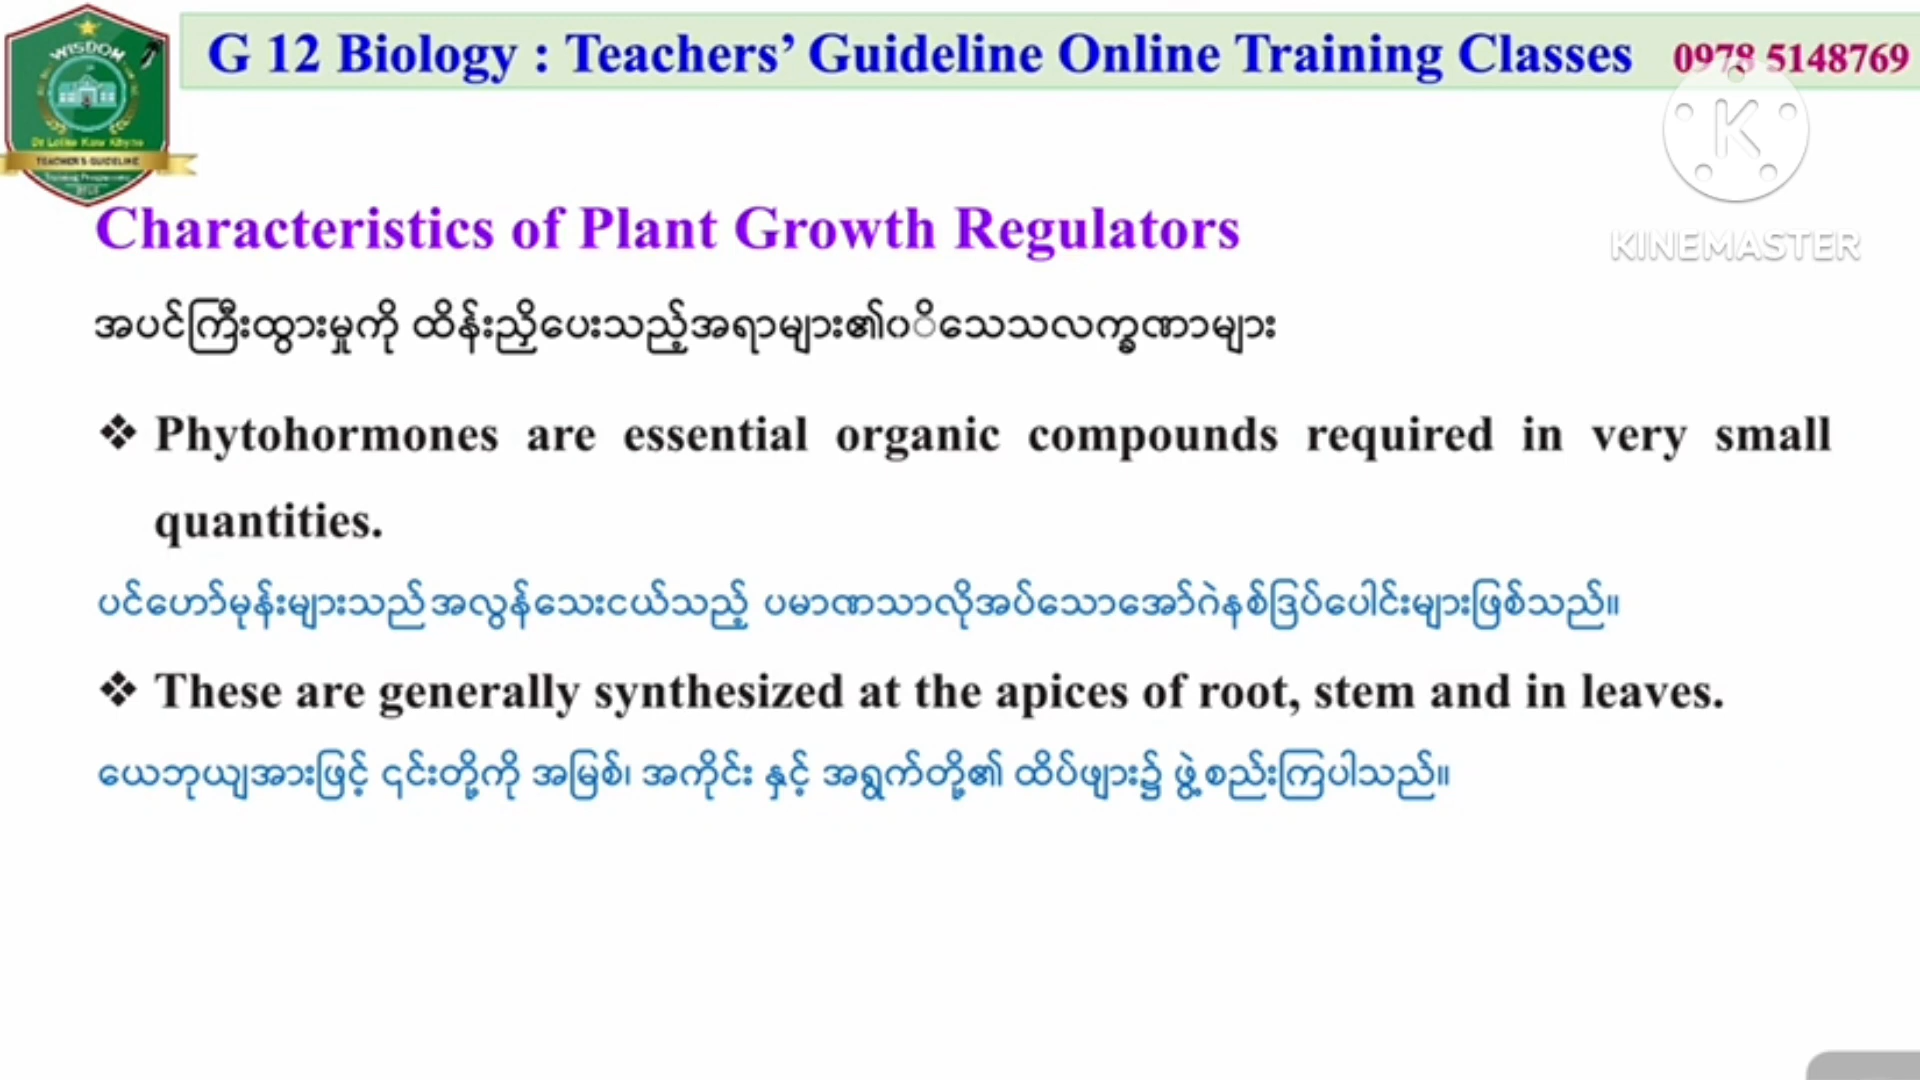 WISDOM
G 12 Biology : Teachers' Guideline Online Training Classes 0978 5148769
TEACHER'S GUIDELINE
KINEMASTER
Characteristics of Plant Growth Regulators
အပင်ကြီးထွားမှုကို ထိန်းညှိပေးသည့်အရာများ၏၀ိသေသလက္ခဏာများ
❖ Phytohormones are essential organic compounds required in very small
quantities.
ပင်ဟော်မုန်းများသည်အလွန်သေးငယ်သည့် ပမာဏသာလိုအပ်သောအော်ဂဲနစ်ဒြပ်ပေါင်းများဖြစ်သည်။
❖ These are generally synthesized at the apices of root, stem and in leaves.
ယေဘုယျအားဖြင့် ၎င်းတို့ကို အမြစ်၊ အကိုင်း နှင့် အရွက်တို့၏ ထိပ်ဖျား၌ ဖွဲ့စည်းကြပါသည်။